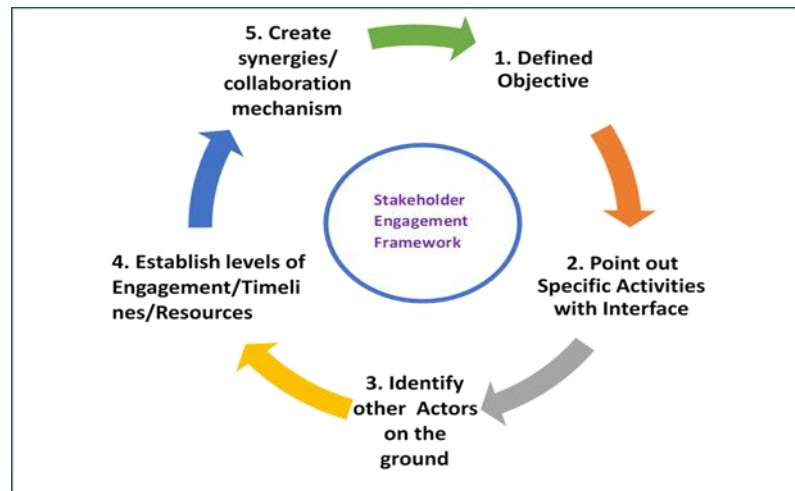 5. Create
synergies/
collaboration
mechanism
1. Defined
Objective
Stakeholder
Engagement
Framework
4. Establish levels of
Engagement/Timeli
nes/Resources
2. Point out
Specific Activities
with Interface
3. Identify
other Actors
on the
ground